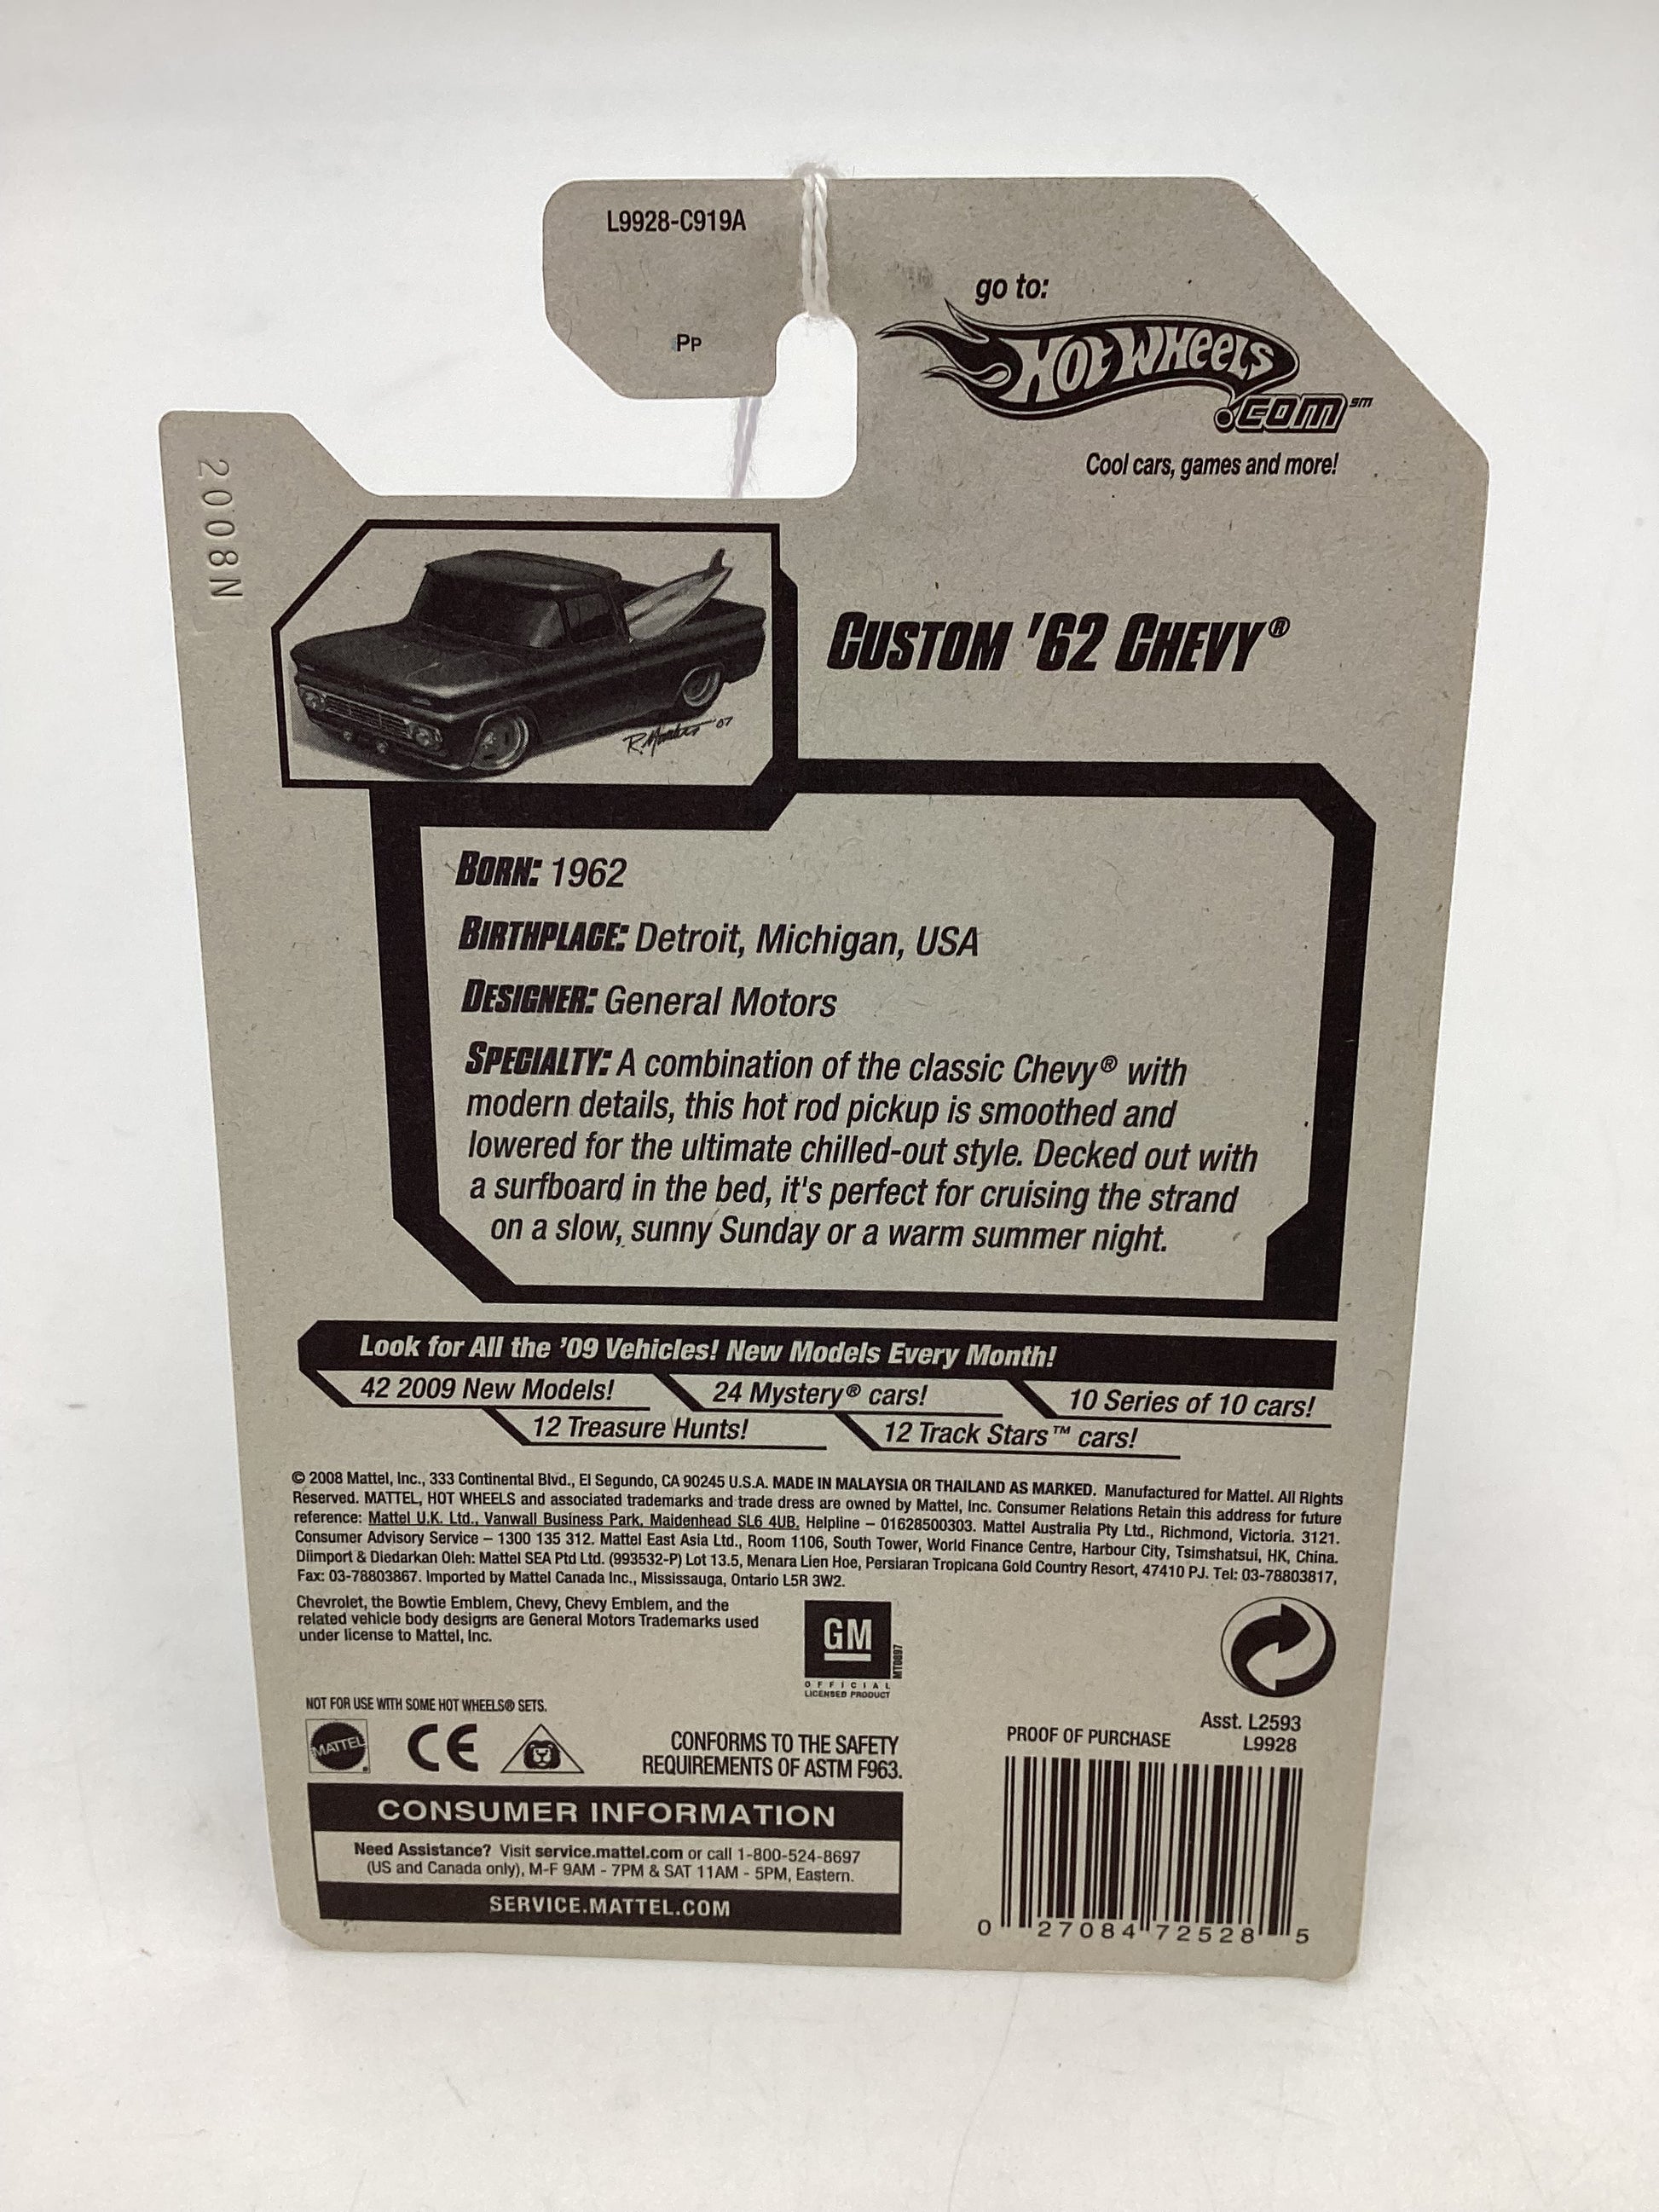 L9928-C919A
Pp
go to:
Hot Wheels
.com℠
Cool cars, games and more!
2008N
R. '07
Custom '62 Chevy®
Born: 1962
Birthplace: Detroit, Michigan, USA
Designer: General Motors
Specialty: A combination of the classic Chevy® with
modern details, this hot rod pickup is smoothed and
lowered for the ultimate chilled-out style. Decked out with
a surfboard in the bed, it's perfect for cruising the strand
on a slow, sunny Sunday or a warm summer night.
Look for All the '09 Vehicles! New Models Every Month!
42 2009 New Models!
24 Mystery® cars!
10 Series of 10 cars!
12 Treasure Hunts!
12 Track Stars™ cars!
© 2008 Mattel, Inc., 333 Continental Blvd., El Segundo, CA 90245 U.S.A. MADE IN MALAYSIA OR THAILAND AS MARKED. Manufactured for Mattel. All Rights
Reserved. MATTEL, HOT WHEELS and associated trademarks and trade dress are owned by Mattel, Inc. Consumer Relations Retain this address for future
reference: Mattel U.K. Ltd., Vanwall Business Park, Maidenhead SL6 4UB. Helpline – 01628500303. Mattel Australia Pty Ltd., Richmond, Victoria. 3121.
Consumer Advisory Service – 1300 135 312. Mattel East Asia Ltd., Room 1106, South Tower, World Finance Centre, Harbour City, Tsimshatsui, HK, China.
Diimport & Diedarkan Oleh: Mattel SEA Ptd Ltd. (993532-P) Lot 13.5, Menara Lien Hoe, Persiaran Tropicana Gold Country Resort, 47410 PJ. Tel: 03-78803817,
Fax: 03-78803867. Imported by Mattel Canada Inc., Mississauga, Ontario L5R 3W2.
Chevrolet, the Bowtie Emblem, Chevy, Chevy Emblem, and the
related vehicle body designs are General Motors Trademarks used
under license to Mattel, Inc.
GM
MT0897
OFFICIAL
LICENSED PRODUCT
NOT FOR USE WITH SOME HOT WHEELS® SETS.
MATTEL
CE
CONFORMS TO THE SAFETY
REQUIREMENTS OF ASTM F963.
PROOF OF PURCHASE
Asst. L2593
L9928
CONSUMER INFORMATION
Need Assistance? Visit service.mattel.com or call 1-800-524-8697
(US and Canada only), M-F 9AM - 7PM & SAT 11AM - 5PM, Eastern.
SERVICE.MATTEL.COM
0 27084 72528 5